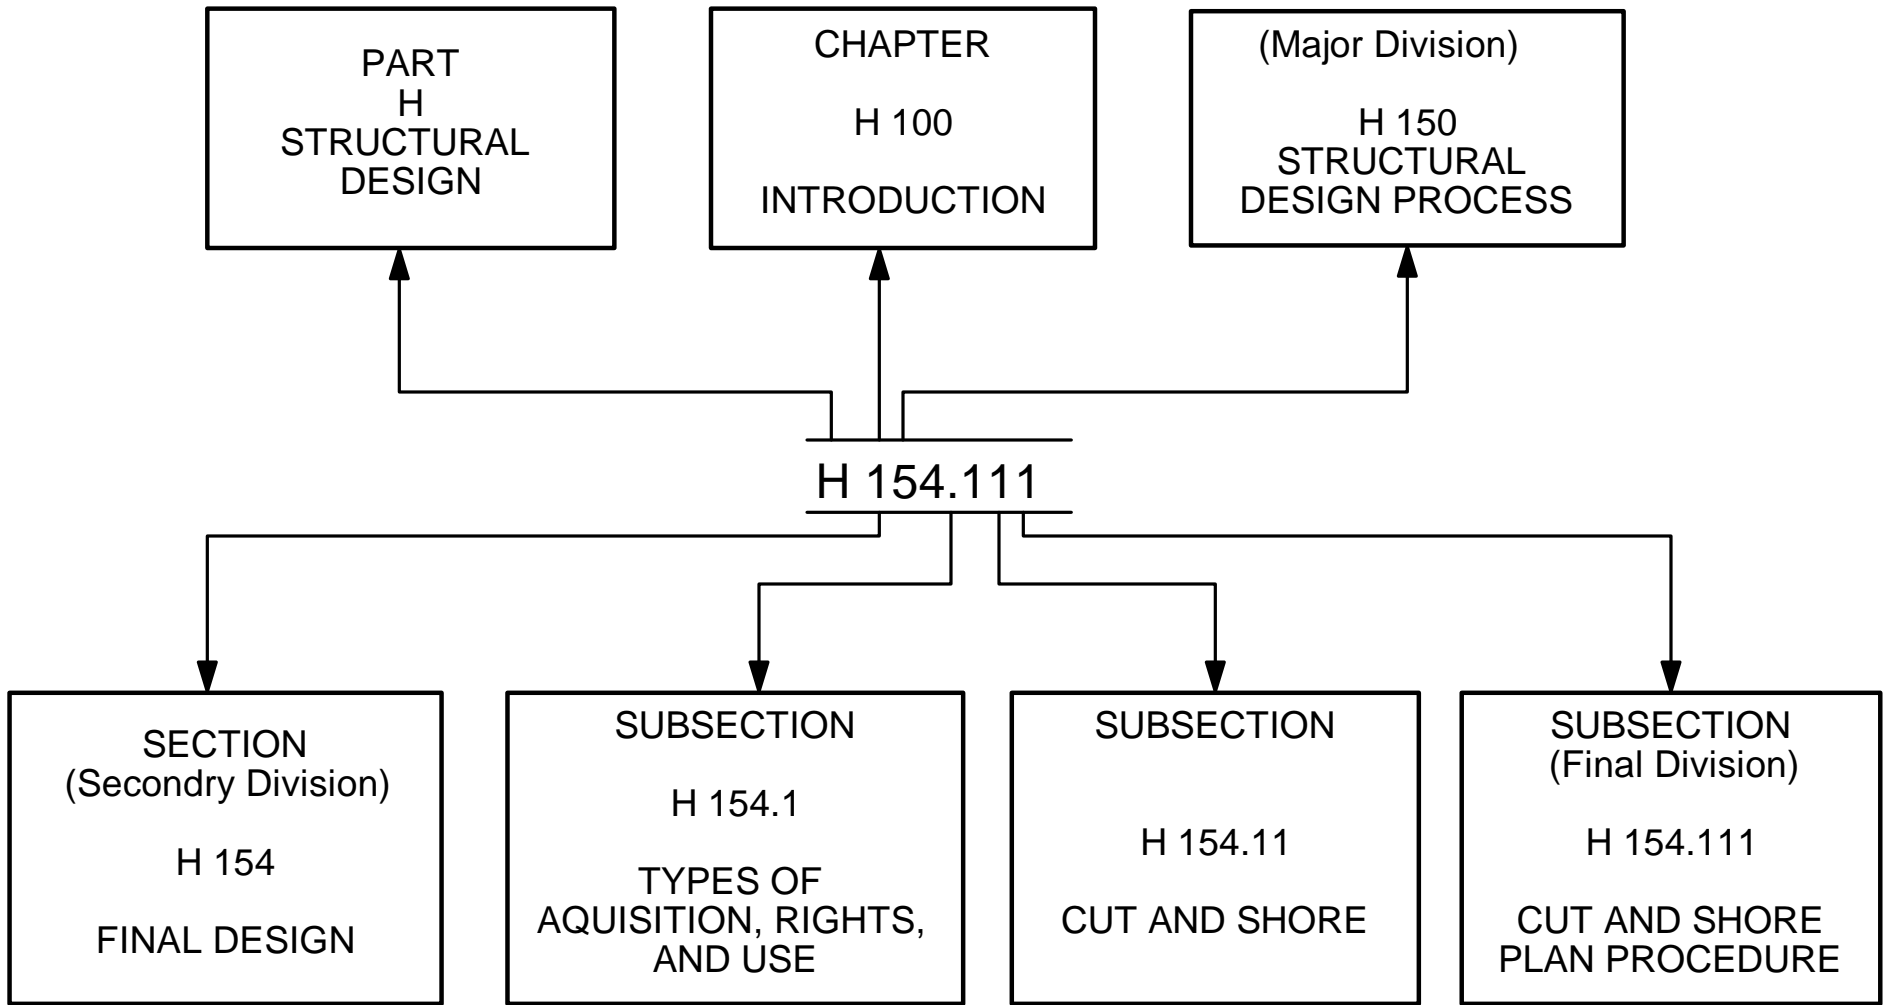 PART
H
STRUCTURAL
DESIGN
CHAPTER
H 100
INTRODUCTION
(Major Division)
H 150
STRUCTURAL
DESIGN PROCESS
H 154.111
SECTION
(Secondry Division)
H 154
FINAL DESIGN
SUBSECTION
H 154.1
TYPES OF
AQUISITION, RIGHTS,
AND USE
SUBSECTION
H 154.11
CUT AND SHORE
SUBSECTION
(Final Division)
H 154.111
CUT AND SHORE
PLAN PROCEDURE